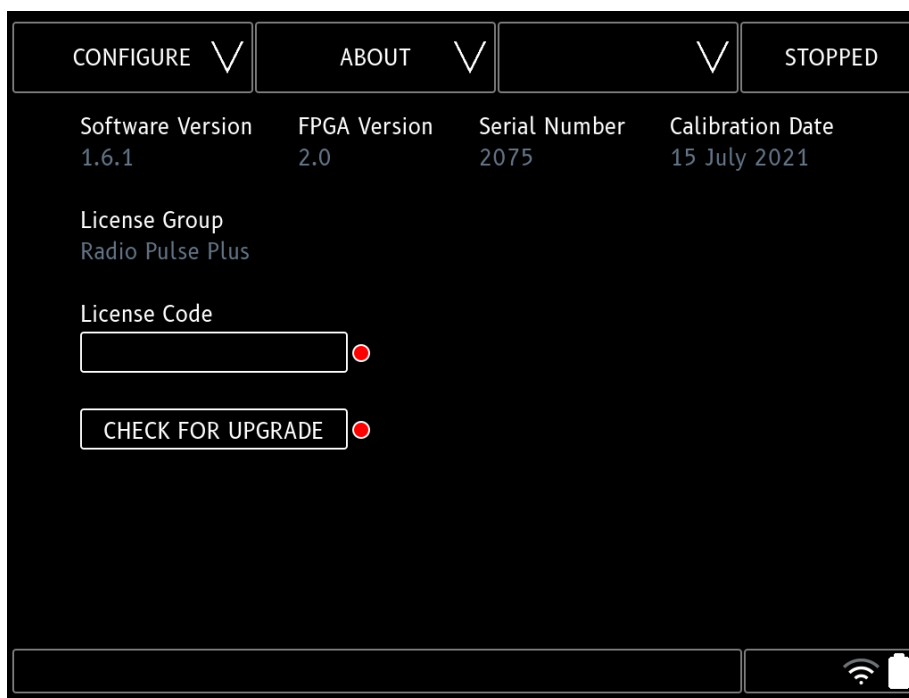 CONFIGURE ABOUT STOPPED
Software Version FPGA Version Serial Number Calibration Date
1.6.1 2.0 2075 15 July 2021
License Group
Radio Pulse Plus
License Code
CHECK FOR UPGRADE